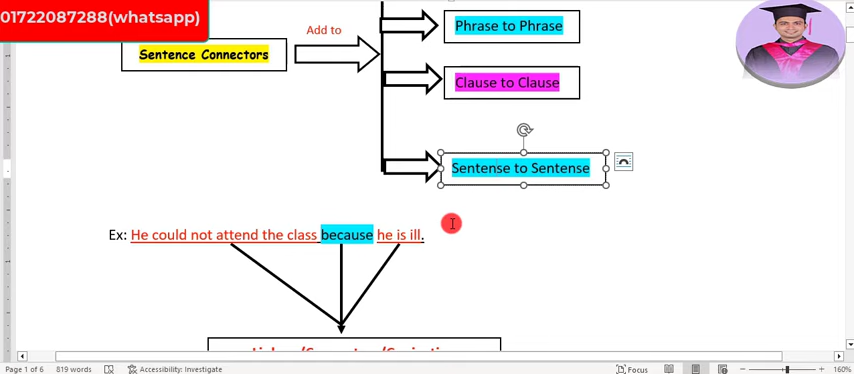 01722087288(whatsapp)
Add to
Phrase to Phrase
Sentence Connectors
Clause to Clause
Sentense to Sentense
Ex: He could not attend the class because he is ill.
Page 1 of 6 819 words Accessibility: Investigate Focus 160%